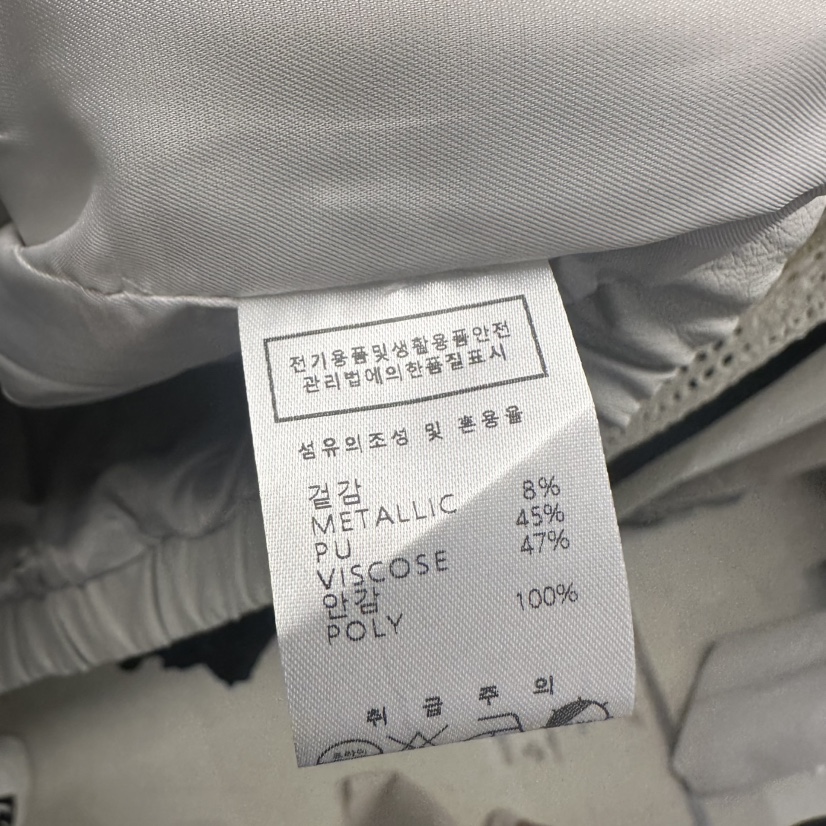 전기용품및생활용품안전
관리법에의한품질표시
섬유의조성 및 혼용율
겉감
METALLIC 8%
PU 45%
VISCOSE 47%
안감
POLY 100%
취 급 주 의